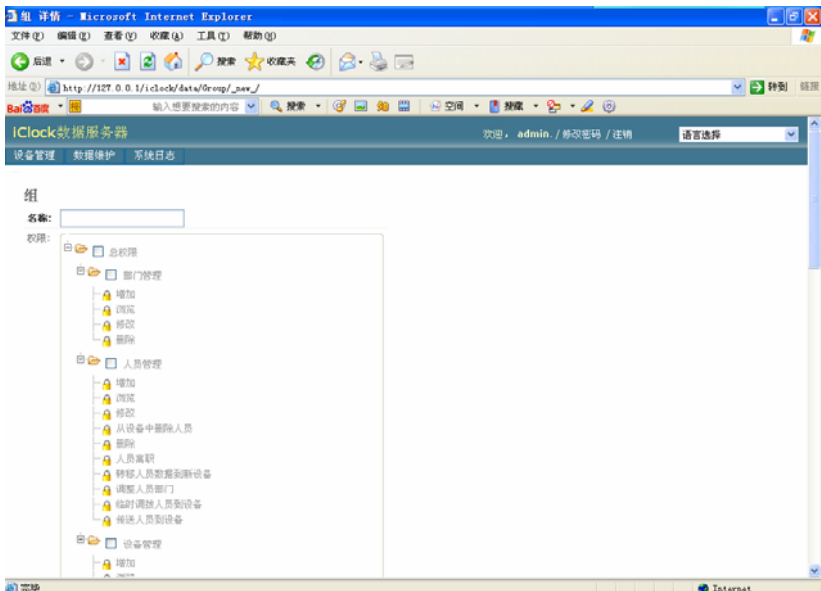 组 详情 - Microsoft Internet Explorer
文件(F) 编辑(E) 查看(V) 收藏(A) 工具(T) 帮助(H)
后退 搜索 收藏夹
地址(D) http://127.0.0.1/iclock/data/Group/_new_/ 转到 链接
Bai百度 输入想要搜索的内容 搜索 空间 搜藏
iClock数据服务器 欢迎，admin. / 修改密码 / 注销 语言选择
设备管理 数据维护 系统日志
组
名称:
权限:
总权限
部门管理
增加
浏览
修改
删除
人员管理
增加
浏览
修改
从设备中删除人员
删除
人员离职
转移人员数据到新设备
调整人员部门
临时调拨人员到设备
传送人员到设备
设备管理
增加
完毕 Internet